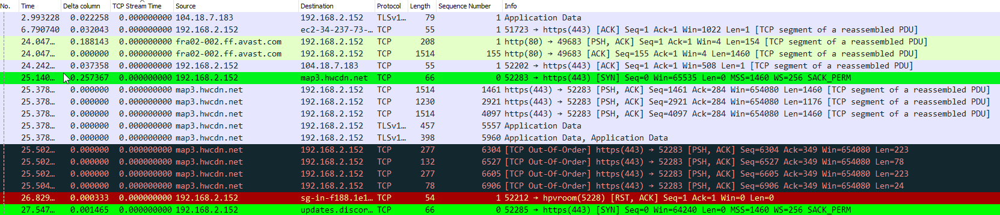 No. Time Delta column TCP Stream Time Source Destination Protocol Length Sequence Number Info
2.993228 0.022258 0.000000000 104.18.7.183 192.168.2.152 TLSv1… 79 1 Application Data
6.790740 0.032043 0.000000000 192.168.2.152 ec2-34-237-73-… TCP 55 1 51723 → https(443) [ACK] Seq=1 Ack=1 Win=1022 Len=1 [TCP segment of a reassembled PDU]
24.047… 0.188143 0.000000000 fra02-002.ff.avast.com 192.168.2.152 TCP 208 1 http(80) → 49683 [PSH, ACK] Seq=1 Ack=1 Win=4 Len=154 [TCP segment of a reassembled PDU]
24.047… 0.000000 0.000000000 fra02-002.ff.avast.com 192.168.2.152 TCP 1514 155 http(80) → 49683 [ACK] Seq=155 Ack=1 Win=4 Len=1460 [TCP segment of a reassembled PDU]
24.242… 0.037358 0.000000000 192.168.2.152 104.18.7.183 TCP 55 1 52202 → https(443) [ACK] Seq=1 Ack=1 Win=508 Len=1 [TCP segment of a reassembled PDU]
25.140… 0.257367 0.000000000 192.168.2.152 map3.hwcdn.net TCP 66 0 52283 → https(443) [SYN] Seq=0 Win=65535 Len=0 MSS=1460 WS=256 SACK_PERM
25.378… 0.000000 0.000000000 map3.hwcdn.net 192.168.2.152 TCP 1514 1461 https(443) → 52283 [PSH, ACK] Seq=1461 Ack=284 Win=654080 Len=1460 [TCP segment of a reassembled PDU]
25.378… 0.000000 0.000000000 map3.hwcdn.net 192.168.2.152 TCP 1230 2921 https(443) → 52283 [PSH, ACK] Seq=2921 Ack=284 Win=654080 Len=1176 [TCP segment of a reassembled PDU]
25.378… 0.000000 0.000000000 map3.hwcdn.net 192.168.2.152 TCP 1514 4097 https(443) → 52283 [PSH, ACK] Seq=4097 Ack=284 Win=654080 Len=1460 [TCP segment of a reassembled PDU]
25.378… 0.000000 0.000000000 map3.hwcdn.net 192.168.2.152 TLSv1… 457 5557 Application Data
25.378… 0.000000 0.000000000 map3.hwcdn.net 192.168.2.152 TLSv1… 398 5960 Application Data, Application Data
25.502… 0.000000 0.000000000 map3.hwcdn.net 192.168.2.152 TCP 277 6304 [TCP Out-Of-Order] https(443) → 52283 [PSH, ACK] Seq=6304 Ack=349 Win=654080 Len=223
25.502… 0.000000 0.000000000 map3.hwcdn.net 192.168.2.152 TCP 132 6527 [TCP Out-Of-Order] https(443) → 52283 [PSH, ACK] Seq=6527 Ack=349 Win=654080 Len=78
25.502… 0.000000 0.000000000 map3.hwcdn.net 192.168.2.152 TCP 277 6605 [TCP Out-Of-Order] https(443) → 52283 [PSH, ACK] Seq=6605 Ack=349 Win=654080 Len=223
25.504… 0.000000 0.000000000 map3.hwcdn.net 192.168.2.152 TCP 78 6906 [TCP Out-Of-Order] https(443) → 52283 [PSH, ACK] Seq=6906 Ack=349 Win=654080 Len=24
26.829… 0.000333 0.000000000 192.168.2.152 sg-in-f188.1e1… TCP 54 1 52212 → hpvroom(5228) [RST, ACK] Seq=1 Ack=1 Win=0 Len=0
27.547… 0.001465 0.000000000 192.168.2.152 updates.discor… TCP 66 0 52285 → https(443) [SYN] Seq=0 Win=64240 Len=0 MSS=1460 WS=256 SACK_PERM